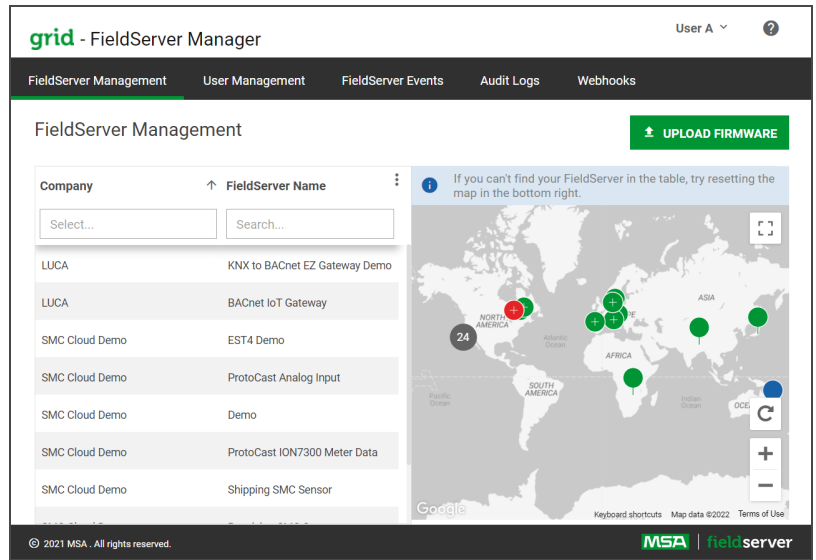 grid - FieldServer Manager
User A
?
FieldServer Management
User Management
FieldServer Events
Audit Logs
Webhooks
FieldServer Management
UPLOAD FIRMWARE
Company
FieldServer Name
Select...
Search...
LUCA
KNX to BACnet EZ Gateway Demo
LUCA
BACnet IoT Gateway
SMC Cloud Demo
EST4 Demo
SMC Cloud Demo
ProtoCast Analog Input
SMC Cloud Demo
Demo
SMC Cloud Demo
ProtoCast ION7300 Meter Data
SMC Cloud Demo
Shipping SMC Sensor
i
If you can't find your FieldServer in the table, try resetting the
map in the bottom right.
NORTH
AMERICA
24
Atlantic
Ocean
ASIA
AFRICA
SOUTH
AMERICA
Pacific
Ocean
Indian
Ocean
Google
Keyboard shortcuts
Map data ©2022
Terms of Use
© 2021 MSA . All rights reserved.
MSA | fieldserver